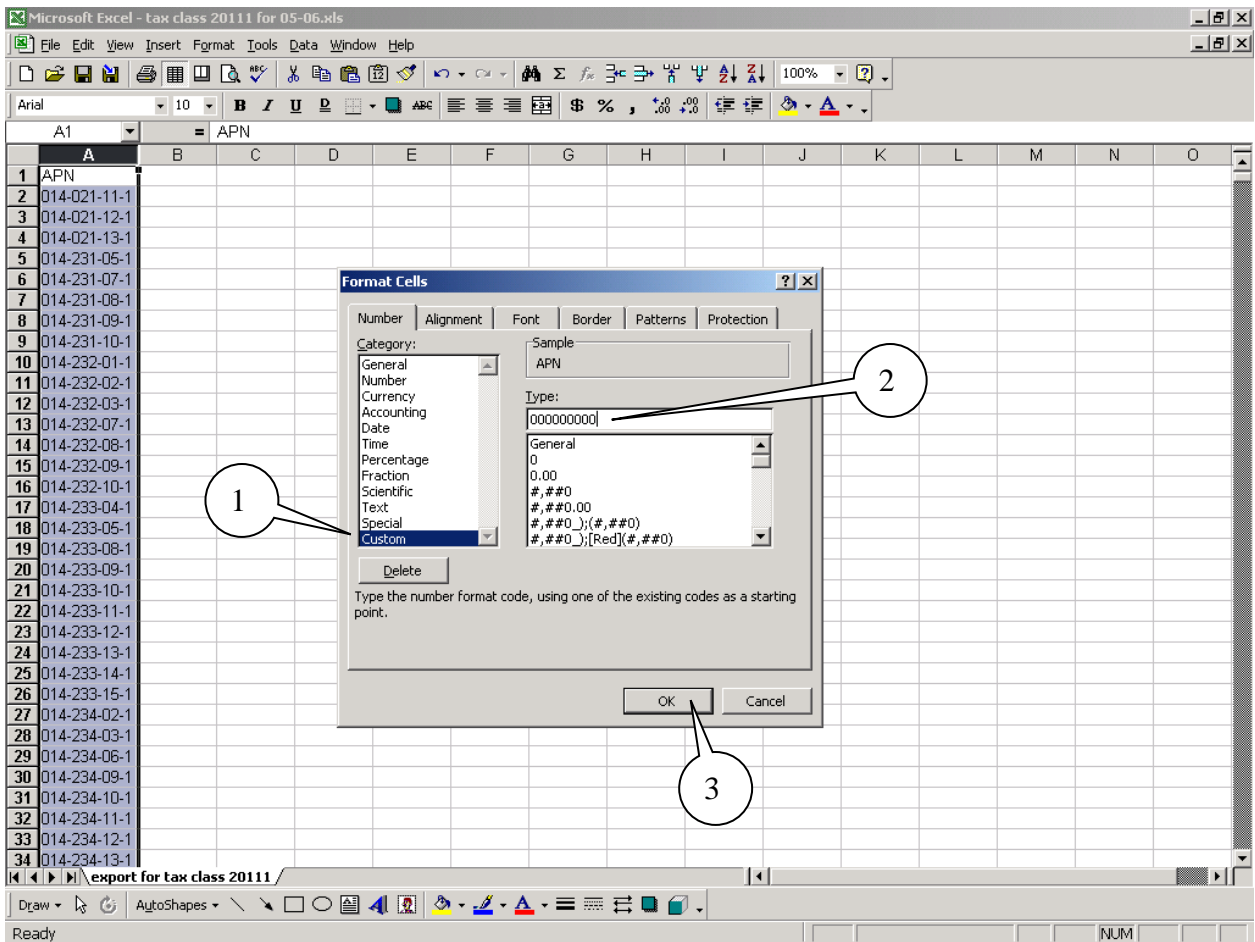 Microsoft Excel - tax class 20111 for 05-06.xls
File Edit View Insert Format Tools Data Window Help
100%
Arial 10 B I U D ABC $ % ,
A1 = APN
A B C D E F G H I J K L M N O
1 APN
2 014-021-11-1
3 014-021-12-1
4 014-021-13-1
5 014-231-05-1
6 014-231-07-1
7 014-231-08-1
8 014-231-09-1
9 014-231-10-1
10 014-232-01-1
11 014-232-02-1
12 014-232-03-1
13 014-232-07-1
14 014-232-08-1
15 014-232-09-1
16 014-232-10-1
17 014-233-04-1
18 014-233-05-1
19 014-233-08-1
20 014-233-09-1
21 014-233-10-1
22 014-233-11-1
23 014-233-12-1
24 014-233-13-1
25 014-233-14-1
26 014-233-15-1
27 014-234-02-1
28 014-234-03-1
29 014-234-06-1
30 014-234-09-1
31 014-234-10-1
32 014-234-11-1
33 014-234-12-1
34 014-234-13-1
Format Cells
Number Alignment Font Border Patterns Protection
Category:
General
Number
Currency
Accounting
Date
Time
Percentage
Fraction
Scientific
Text
Special
Custom
Sample
APN
Type:
000000000
General
0
0.00
#,##0
#,##0.00
#,##0_);(#,##0)
#,##0_);[Red](#,##0)
Delete
Type the number format code, using one of the existing codes as a starting
point.
OK Cancel
1
2
3
export for tax class 20111
Draw AutoShapes
Ready NUM